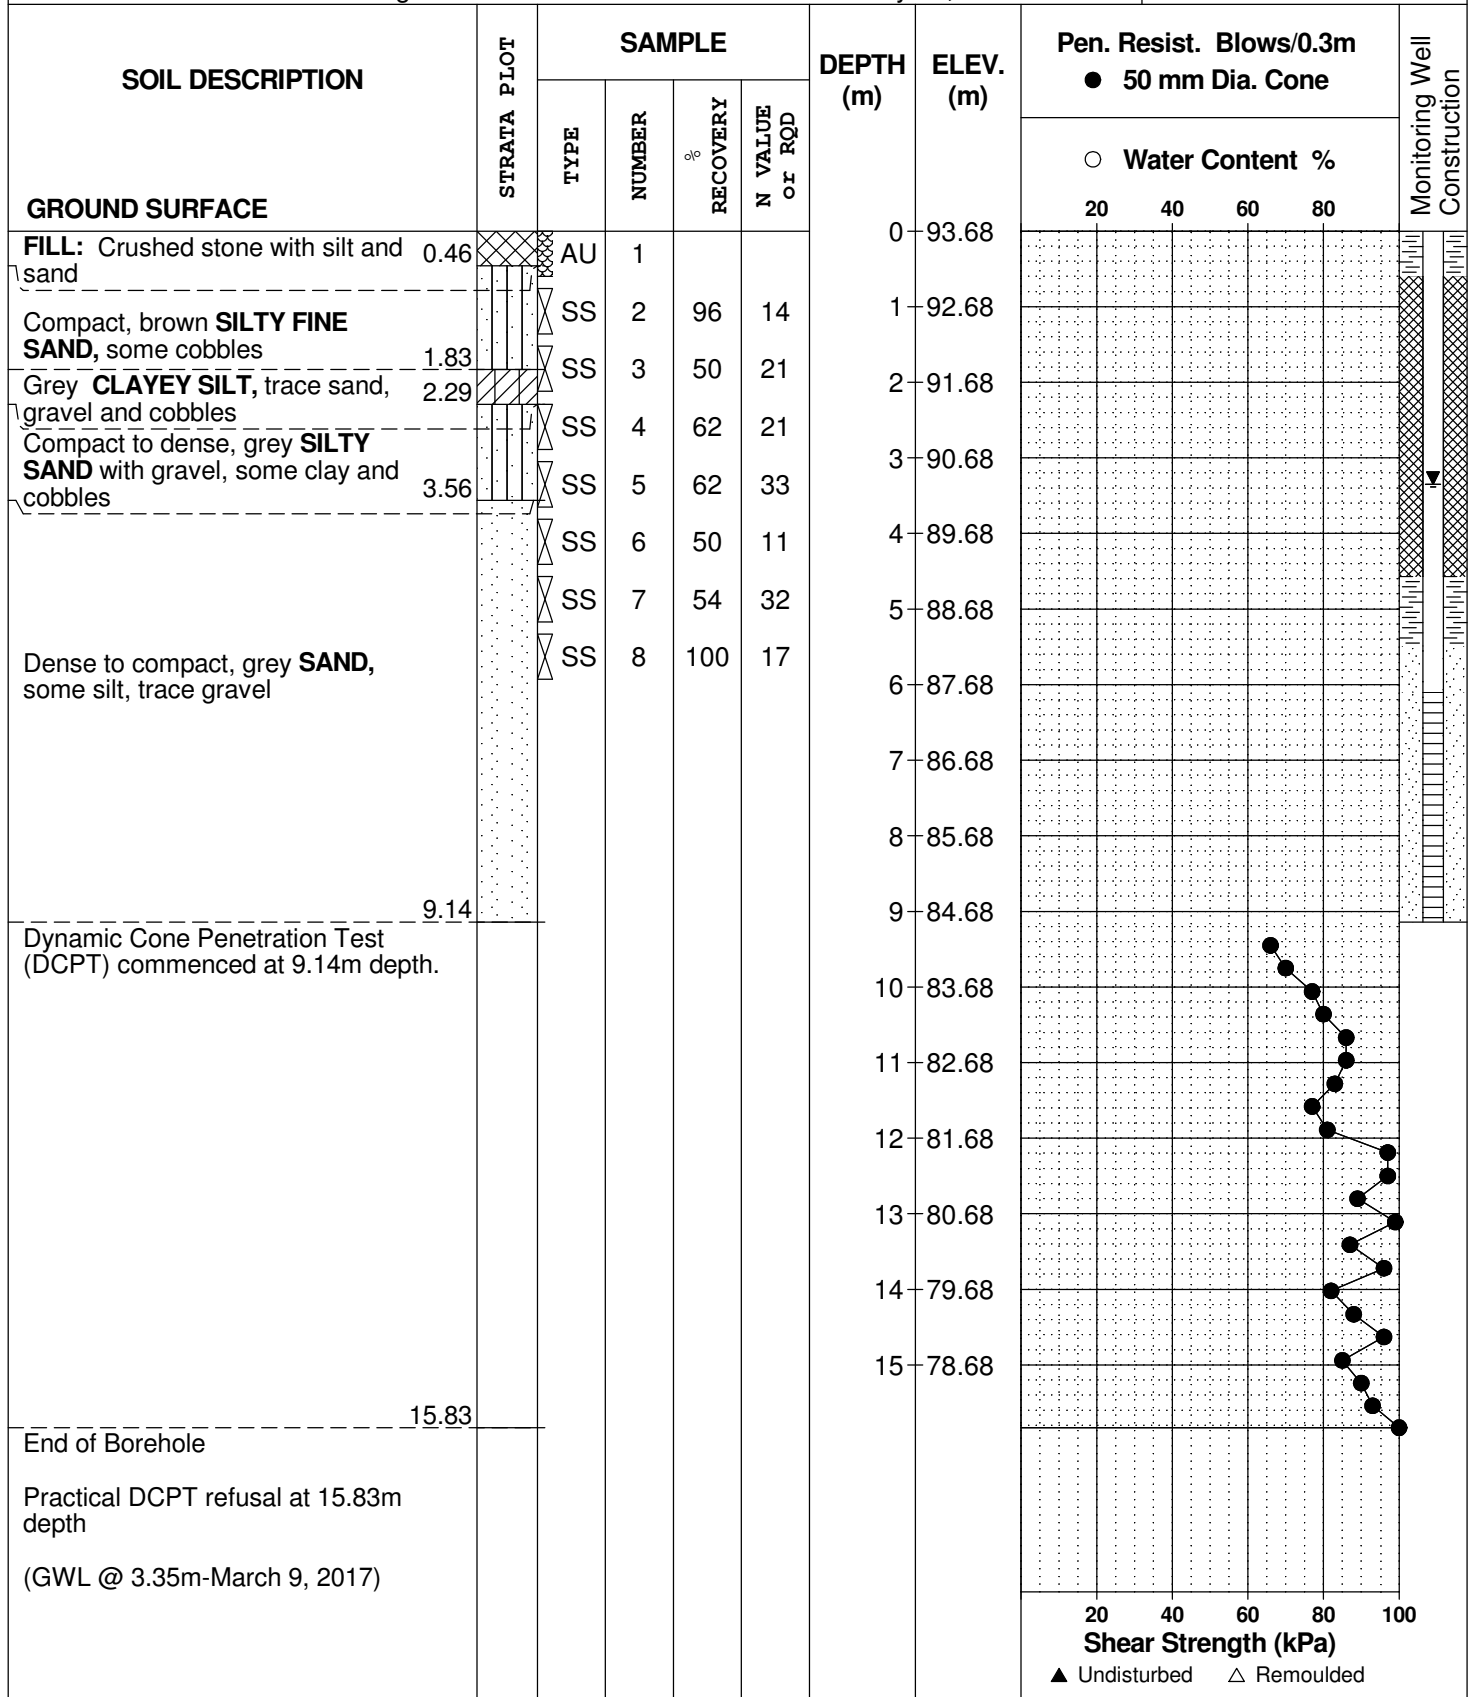 SOIL DESCRIPTION
GROUND SURFACE
STRATA PLOT
SAMPLE
TYPE
NUMBER
% RECOVERY
N VALUE or RQD
DEPTH (m)
ELEV. (m)
Pen. Resist. Blows/0.3m
● 50 mm Dia. Cone
○ Water Content %
20 40 60 80
Monitoring Well Construction
FILL: Crushed stone with silt and
sand
0.46
Compact, brown SILTY FINE
SAND, some cobbles
1.83
Grey CLAYEY SILT, trace sand,
gravel and cobbles
2.29
Compact to dense, grey SILTY
SAND with gravel, some clay and
cobbles
3.56
Dense to compact, grey SAND,
some silt, trace gravel
9.14
Dynamic Cone Penetration Test
(DCPT) commenced at 9.14m depth.
15.83
End of Borehole
Practical DCPT refusal at 15.83m
depth
(GWL @ 3.35m-March 9, 2017)
AU 1
SS 2 96 14
SS 3 50 21
SS 4 62 21
SS 5 62 33
SS 6 50 11
SS 7 54 32
SS 8 100 17
0 93.68
1 92.68
2 91.68
3 90.68
4 89.68
5 88.68
6 87.68
7 86.68
8 85.68
9 84.68
10 83.68
11 82.68
12 81.68
13 80.68
14 79.68
15 78.68
20 40 60 80 100
Shear Strength (kPa)
▲ Undisturbed △ Remoulded